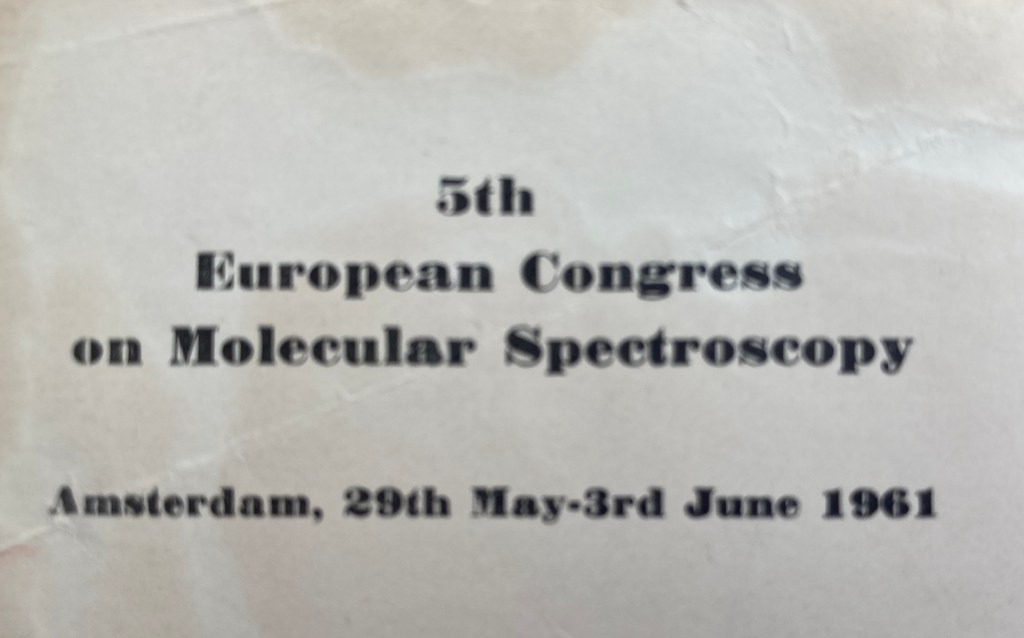 5th
European Congress
on Molecular Spectroscopy
Amsterdam, 29th May-3rd June 1961